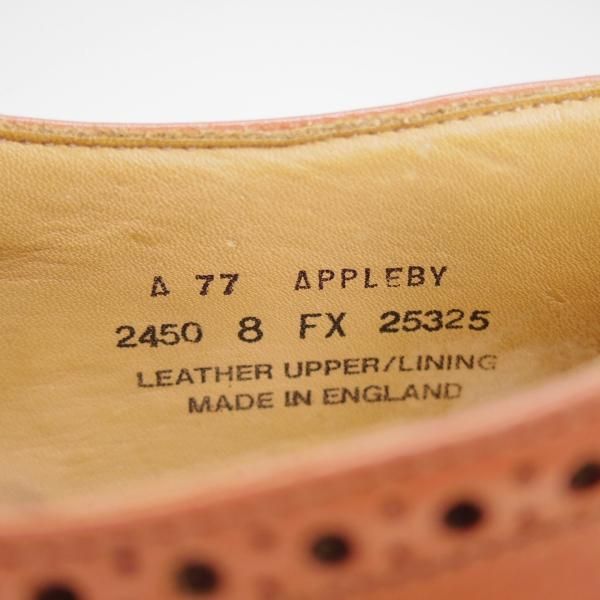 A 77 APPLEBY
2450 8 FX 25325
LEATHER UPPER/LINING
MADE IN ENGLAND